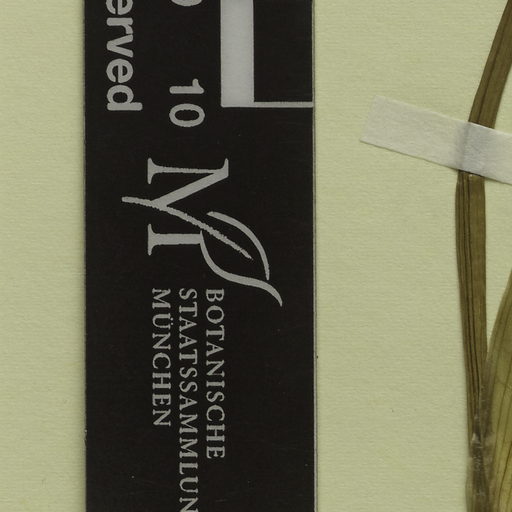 erved
10
BOTANISCHE
STAATSSAMMLUN
MÜNCHEN